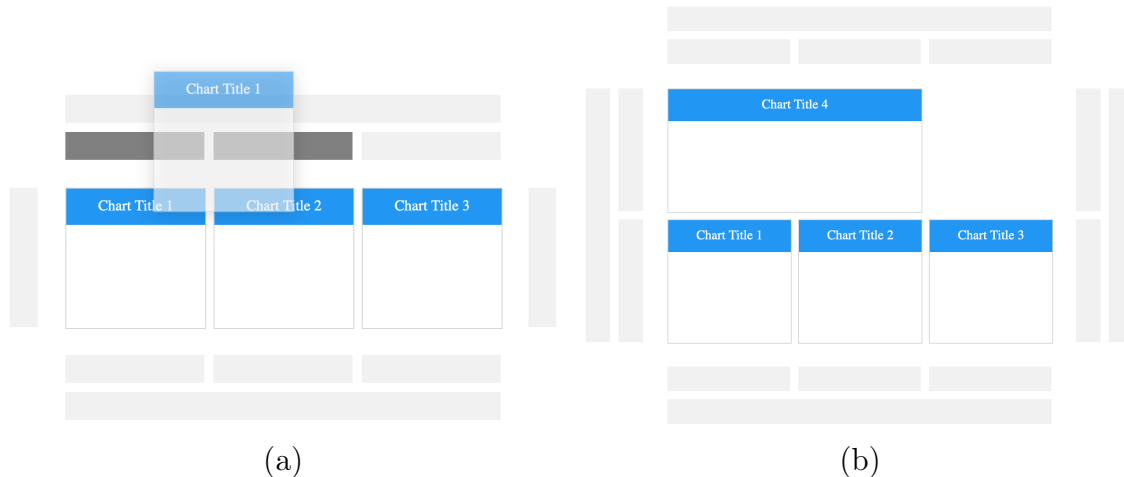 Chart Title 1
Chart Title 1
Chart Title 2
Chart Title 3
(a)
Chart Title 4
Chart Title 1
Chart Title 2
Chart Title 3
(b)